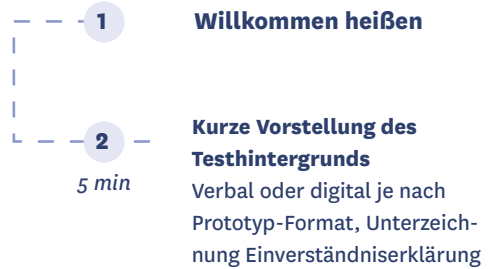 1 Willkommen heißen
2 Kurze Vorstellung des
Testhintergrunds
5 min
Verbal oder digital je nach
Prototyp-Format, Unterzeich-
nung Einverständniserklärung